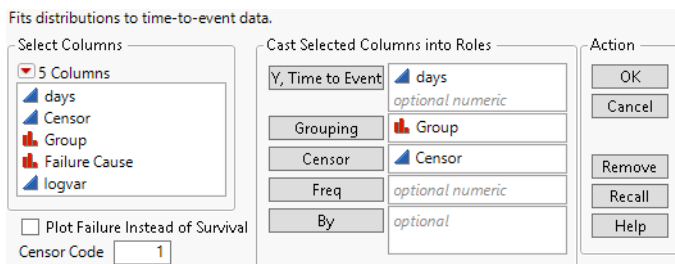 Fits distributions to time-to-event data.
Select Columns
5 Columns
days
Censor
Group
Failure Cause
logvar
Plot Failure Instead of Survival
Censor Code 1
Cast Selected Columns into Roles
Y, Time to Event days
optional numeric
Grouping Group
Censor Censor
Freq optional numeric
By optional
Action
OK
Cancel
Remove
Recall
Help